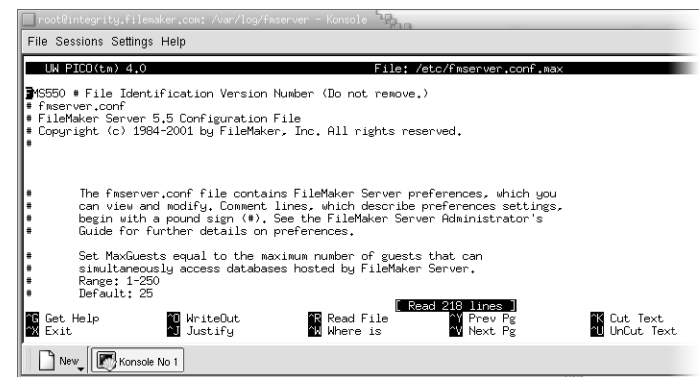 root@integrity.filemaker.com: /var/log/fmserver - Konsole
File Sessions Settings Help
UW PICO(tm) 4.0 File: /etc/fmserver.conf.max
FMS550 # File Identification Version Number (Do not remove.)
# fmserver.conf
# FileMaker Server 5.5 Configuration File
# Copyright (c) 1984-2001 by FileMaker, Inc. All rights reserved.
#
# The fmserver.conf file contains FileMaker Server preferences, which you
# can view and modify. Comment lines, which describe preferences settings,
# begin with a pound sign (#). See the FileMaker Server Administrator's
# Guide for further details on preferences.
# Set MaxGuests equal to the maximum number of guests that can
# simultaneously access databases hosted by FileMaker Server.
# Range: 1-250
# Default: 25
[ Read 218 lines ]
^G Get Help ^O WriteOut ^R Read File ^Y Prev Pg ^K Cut Text
^X Exit ^J Justify ^W Where is ^V Next Pg ^U UnCut Text
New Konsole No 1